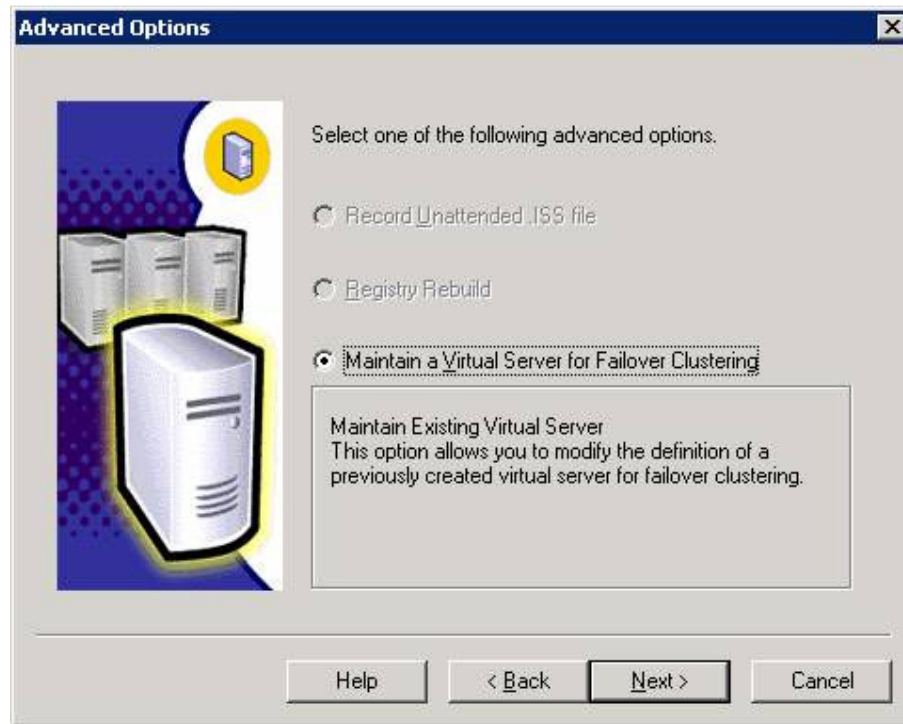 Advanced Options
Select one of the following advanced options.
Record Unattended .ISS file
Registry Rebuild
Maintain a Virtual Server for Failover Clustering
Maintain Existing Virtual Server
This option allows you to modify the definition of a
previously created virtual server for failover clustering.
Help
< Back
Next >
Cancel